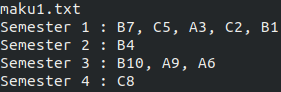 maku1.txt
Semester 1 : B7, C5, A3, C2, B1
Semester 2 : B4
Semester 3 : B10, A9, A6
Semester 4 : C8